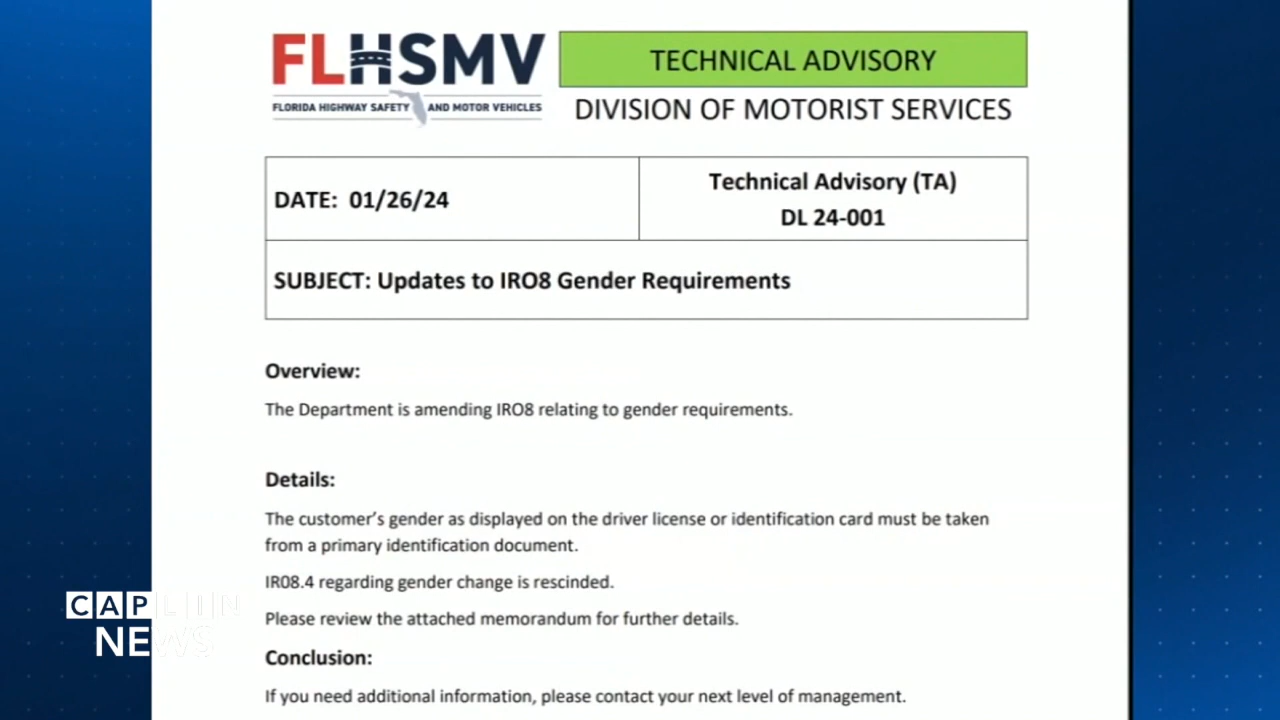 FLHSMV
FLORIDA HIGHWAY SAFETY AND MOTOR VEHICLES
TECHNICAL ADVISORY
DIVISION OF MOTORIST SERVICES
DATE: 01/26/24
Technical Advisory (TA)
DL 24-001
SUBJECT: Updates to IRO8 Gender Requirements
Overview:
The Department is amending IRO8 relating to gender requirements.
Details:
The customer's gender as displayed on the driver license or identification card must be taken
from a primary identification document.
IR08.4 regarding gender change is rescinded.
Please review the attached memorandum for further details.
Conclusion:
If you need additional information, please contact your next level of management.
CAPLIN
NEWS